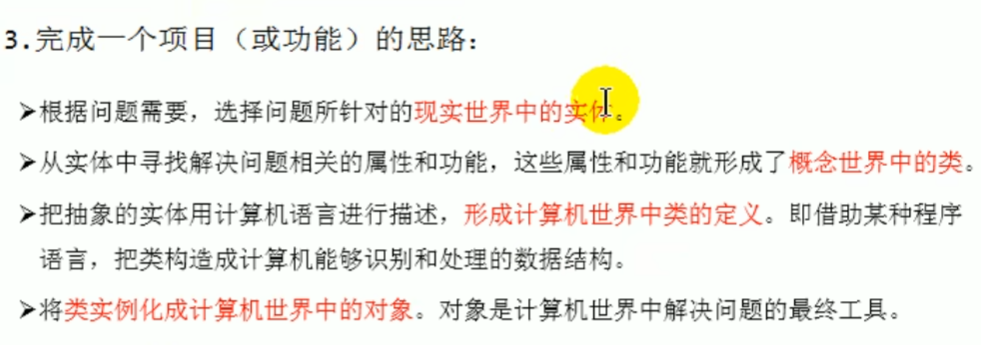 3.完成一个项目（或功能）的思路：
➢根据问题需要，选择问题所针对的现实世界中的实体。
➢从实体中寻找解决问题相关的属性和功能，这些属性和功能就形成了概念世界中的类。
➢把抽象的实体用计算机语言进行描述，形成计算机世界中类的定义。即借助某种程序
语言，把类构造成计算机能够识别和处理的数据结构。
➢将类实例化成计算机世界中的对象。对象是计算机世界中解决问题的最终工具。